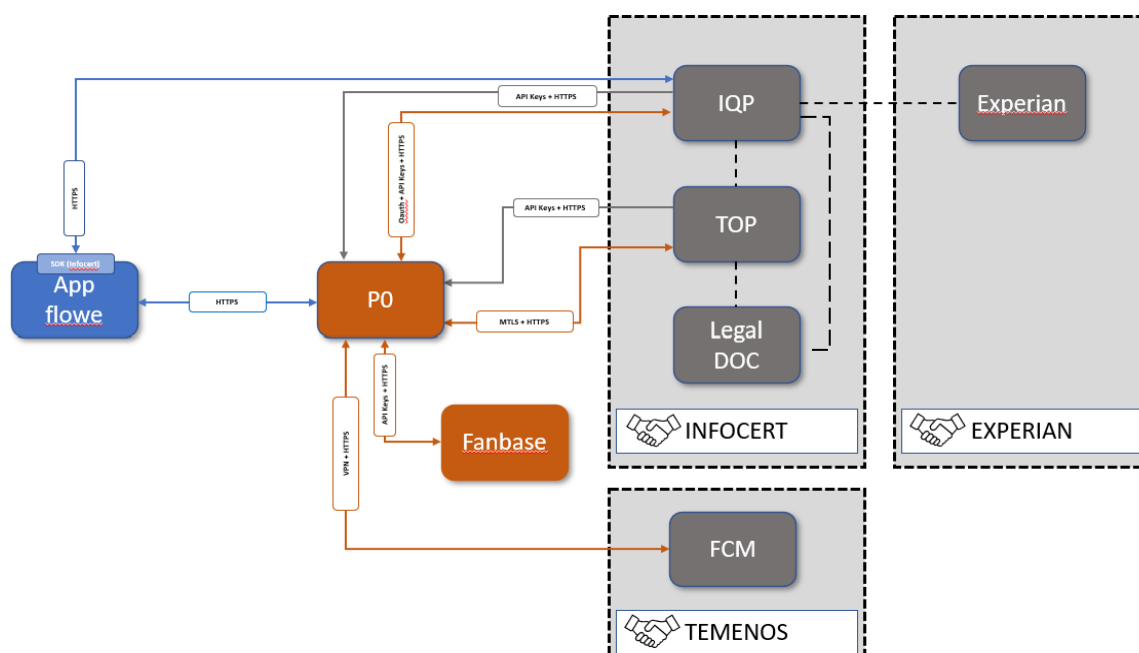 IQP
Experian
API Keys + HTTPS
Oauth + API Keys + HTTPS
HTTPS
TOP
API Keys + HTTPS
SDK (Infocert)
App
flowe
HTTPS
P0
MTLS + HTTPS
Legal
DOC
API Keys + HTTPS
VPN + HTTPS
Fanbase
INFOCERT
EXPERIAN
FCM
TEMENOS